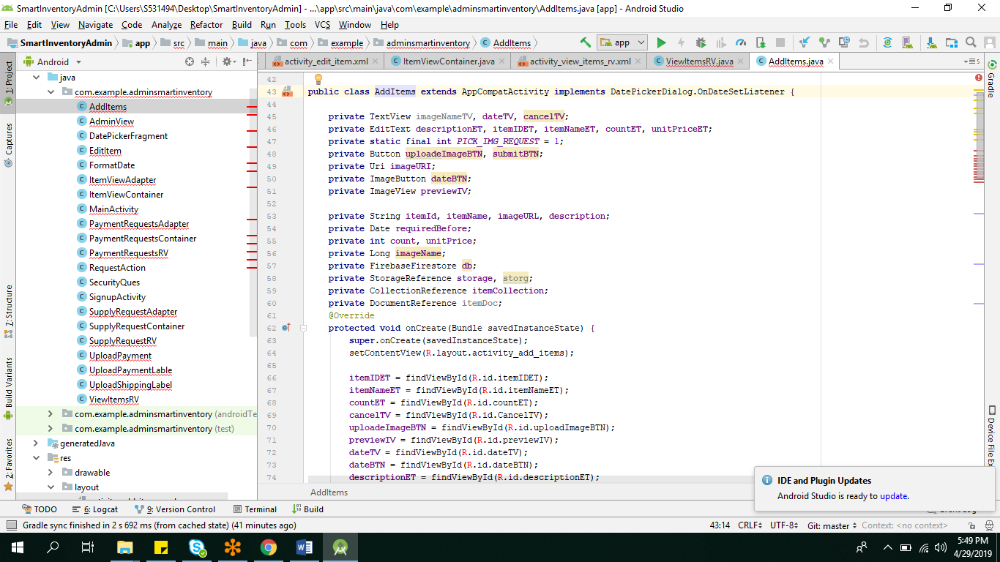 SmartInventoryAdmin [C:\Users\S531494\Desktop\SmartInventoryAdmin] - ...\app\src\main\java\com\example\adminsmartinventory\AddItems.java [app] - Android Studio
File Edit View Navigate Code Analyze Refactor Build Run Tools VCS Window Help
SmartInventoryAdmin app src main java com example adminsmartinventory AddItems app
Android
activity_edit_item.xml ItemViewContainer.java activity_view_items_rv.xml ViewItemsRV.java AddItems.java
1: Project
Captures
7: Structure
Build Variants
2: Favorites
java
com.example.adminsmartinventory
AddItems
AdminView
DatePickerFragment
EditItem
FormatDate
ItemViewAdapter
ItemViewContainer
MainActivity
PaymentRequestsAdapter
PaymentRequestsContainer
PaymentRequestsRV
RequestAction
SecurityQues
SignupActivity
SupplyRequestAdapter
SupplyRequestContainer
SupplyRequestRV
UploadPayment
UploadPaymentLable
UploadShippingLabel
ViewItemsRV
com.example.adminsmartinventory (androidTe
com.example.adminsmartinventory (test)
generatedJava
res
drawable
layout
42
43 public class AddItems extends AppCompatActivity implements DatePickerDialog.OnDateSetListener {
44
45 private TextView imageNameTV, dateTV, cancelTV;
46 private EditText descriptionET, itemIDET, itemNameET, countET, unitPriceET;
47 private static final int PICK_IMG_REQUEST = 1;
48 private Button uploadeImageBTN, submitBTN;
49 private Uri imageURI;
50 private ImageButton dateBTN;
51 private ImageView previewIV;
52
53 private String itemId, itemName, imageURL, description;
54 private Date requiredBefore;
55 private int count, unitPrice;
56 private Long imageName;
57 private FirebaseFirestore db;
58 private StorageReference storage, storg;
59 private CollectionReference itemCollection;
60 private DocumentReference itemDoc;
61 @Override
62 protected void onCreate(Bundle savedInstanceState) {
63 super.onCreate(savedInstanceState);
64 setContentView(R.layout.activity_add_items);
65
66 itemIDET = findViewById(R.id.itemIDET);
67 itemNameET = findViewById(R.id.itemNameET);
68 countET = findViewById(R.id.countET);
69 cancelTV = findViewById(R.id.CancelTV);
70 uploadeImageBTN = findViewById(R.id.uploadImageBTN);
71 previewIV = findViewById(R.id.previewIV);
72 dateTV = findViewById(R.id.dateTV);
73 dateBTN = findViewById(R.id.dateBTN);
74 descriptionET = findViewById(R.id.descriptionET);
AddItems
5
Gradle
Device File Ex
IDE and Plugin Updates
Android Studio is ready to update.
TODO 6: Logcat 9: Version Control Terminal Build
Gradle sync finished in 2 s 692 ms (from cached state) (41 minutes ago) 43:14 CRLF UTF-8 Git: master Context: <no context>
5:49 PM
4/29/2019